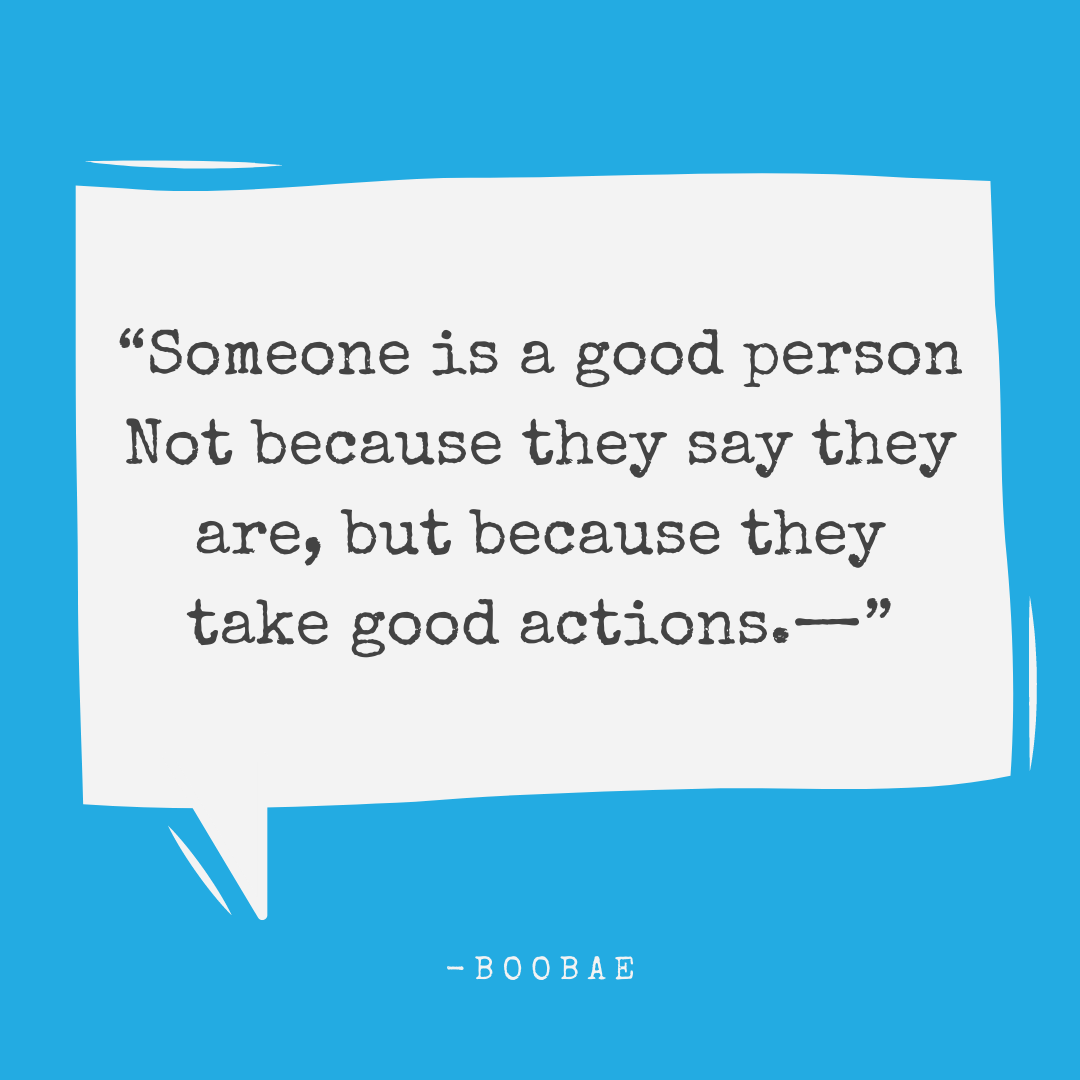 “Someone is a good person
Not because they say they
are, but because they
take good actions.—”
–BOOBAE